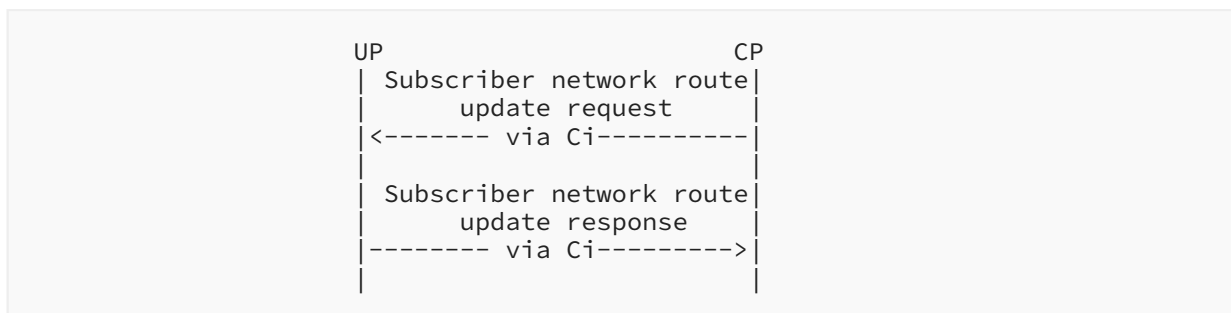 UP                              CP
| Subscriber network route|
|      update request      |
|<------- via Ci----------|
|                          |
| Subscriber network route|
|      update response     |
|-------- via Ci--------->|
|                          |